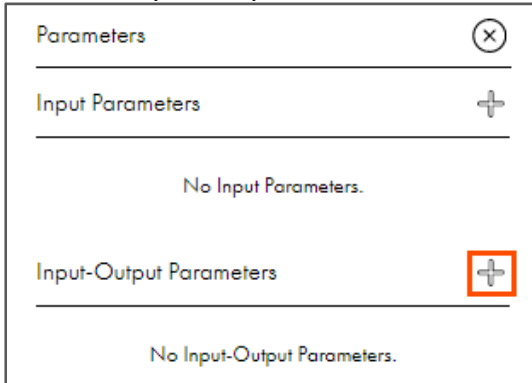 Parameters
Input Parameters
No Input Parameters.
Input-Output Parameters
No Input-Output Parameters.